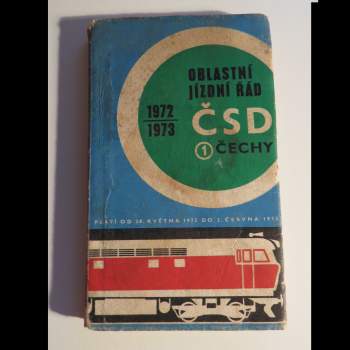 OBLASTNÍ
JÍZDNÍ ŘÁD
1972
1973
ČSD
1 ČECHY
PLATÍ OD 28. KVĚTNA 1972 DO 2. ČERVNA 1973